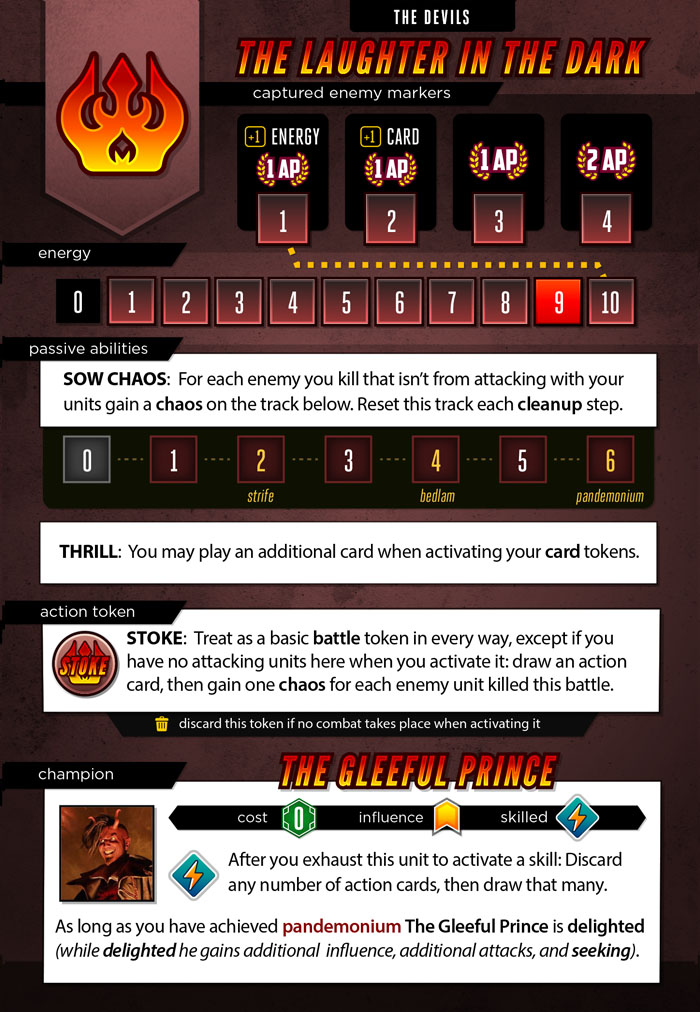 THE DEVILS
THE LAUGHTER IN THE DARK
captured enemy markers
+1 ENERGY
1 AP
1
+1 CARD
1 AP
2
1 AP
3
2 AP
4
energy
0 1 2 3 4 5 6 7 8 9 10
passive abilities
SOW CHAOS: For each enemy you kill that isn't from attacking with your
units gain a chaos on the track below. Reset this track each cleanup step.
0 1 2 3 4 5 6
strife bedlam pandemonium
THRILL: You may play an additional card when activating your card tokens.
action token
STOKE
STOKE: Treat as a basic battle token in every way, except if you
have no attacking units here when you activate it: draw an action
card, then gain one chaos for each enemy unit killed this battle.
discard this token if no combat takes place when activating it
champion
THE GLEEFUL PRINCE
cost 0 influence skilled
After you exhaust this unit to activate a skill: Discard
any number of action cards, then draw that many.
As long as you have achieved pandemonium The Gleeful Prince is delighted
(while delighted he gains additional influence, additional attacks, and seeking).